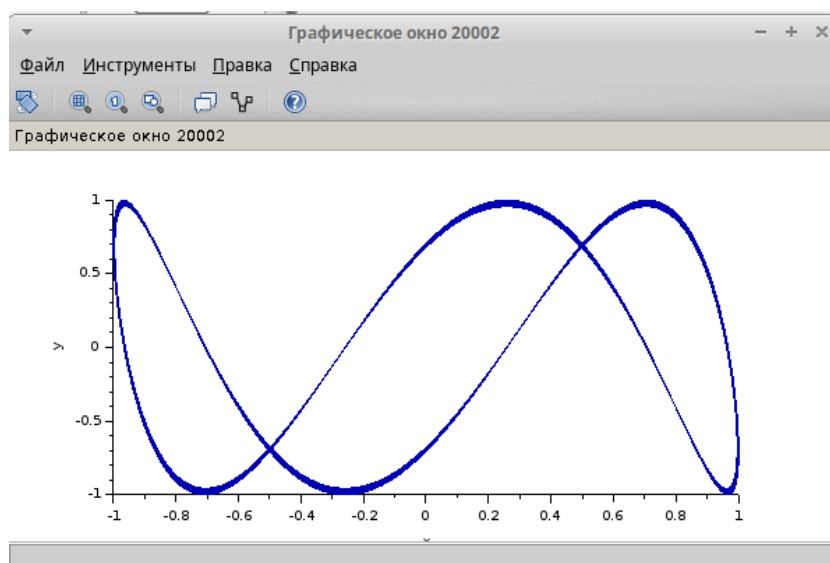 Графическое окно 20002
Файл Инструменты Правка Справка
Графическое окно 20002
1
0.5
y
0
-0.5
-1
-1 -0.8 -0.6 -0.4 -0.2 0 0.2 0.4 0.6 0.8 1